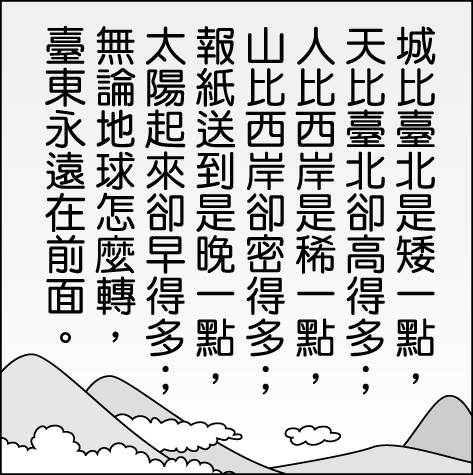 城比臺北是矮一點，
天比臺北卻高得多；
人比西岸是稀一點，
山比西岸卻密得多；
報紙送到是晚一點，
太陽起來卻早得多；
無論地球怎麼轉，
臺東永遠在前面。